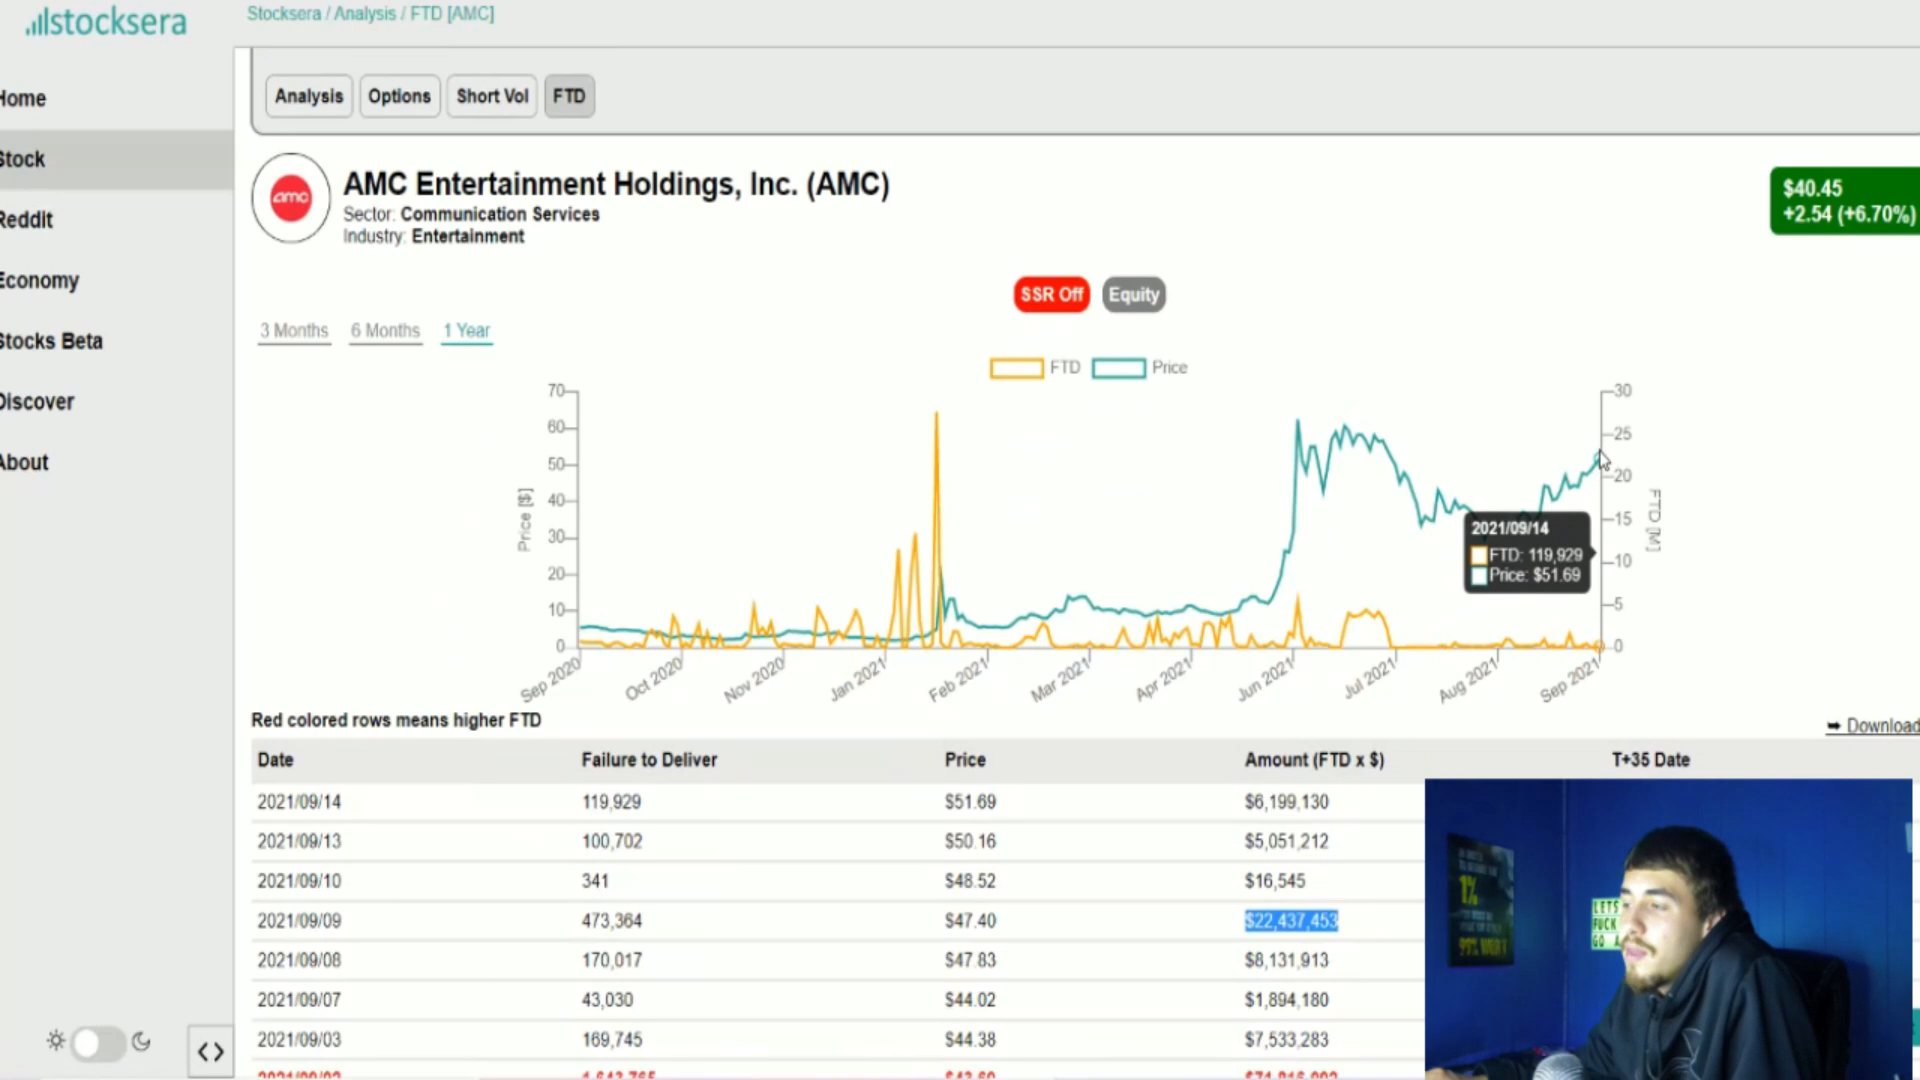 stocksera
Stocksera / Analysis / FTD [AMC]
Home
Stock
Reddit
Economy
Stocks Beta
Discover
About
Analysis
Options
Short Vol
FTD
amc
AMC Entertainment Holdings, Inc. (AMC)
Sector: Communication Services
Industry: Entertainment
$40.45
+2.54 (+6.70%)
SSR Off
Equity
3 Months
6 Months
1 Year
FTD
Price
70
60
50
40
30
20
10
0
Price [$]
30
25
20
15
10
5
0
FTD [M]
2021/09/14
FTD: 119,929
Price: $51.69
Sep 2020
Oct 2020
Nov 2020
Jan 2021
Feb 2021
Mar 2021
Apr 2021
Jun 2021
Jul 2021
Aug 2021
Sep 2021
Red colored rows means higher FTD
Download
Date Failure to Deliver Price Amount (FTD x $) T+35 Date
2021/09/14 119,929 $51.69 $6,199,130
2021/09/13 100,702 $50.16 $5,051,212
2021/09/10 341 $48.52 $16,545
2021/09/09 473,364 $47.40 $22,437,453
2021/09/08 170,017 $47.83 $8,131,913
2021/09/07 43,030 $44.02 $1,894,180
2021/09/03 169,745 $44.38 $7,533,283
1%
LETS
FUCK
GO